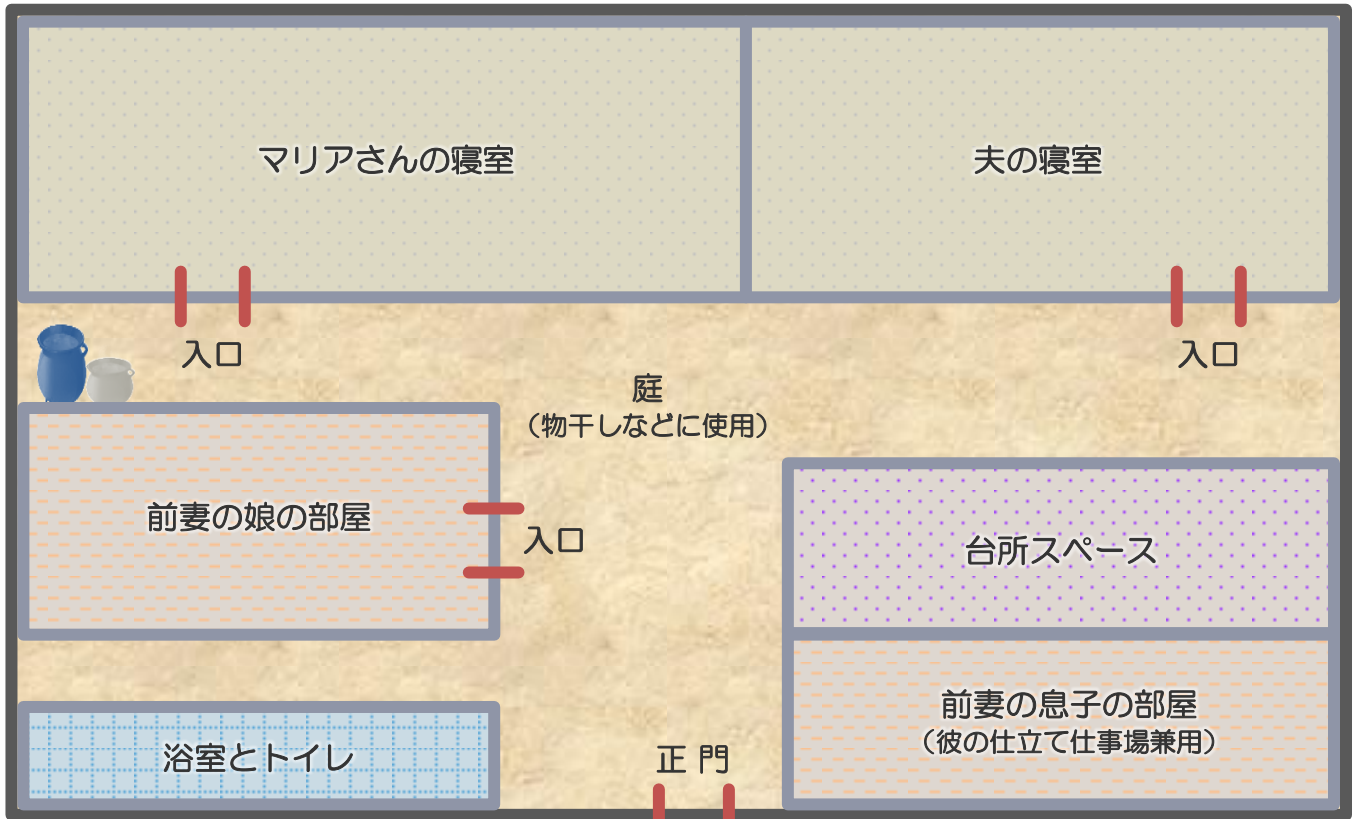 マリアさんの寝室
夫の寝室
入口
入口
庭
（物干しなどに使用）
前妻の娘の部屋
入口
台所スペース
前妻の息子の部屋
（彼の仕立て仕事場兼用）
浴室とトイレ
正 門